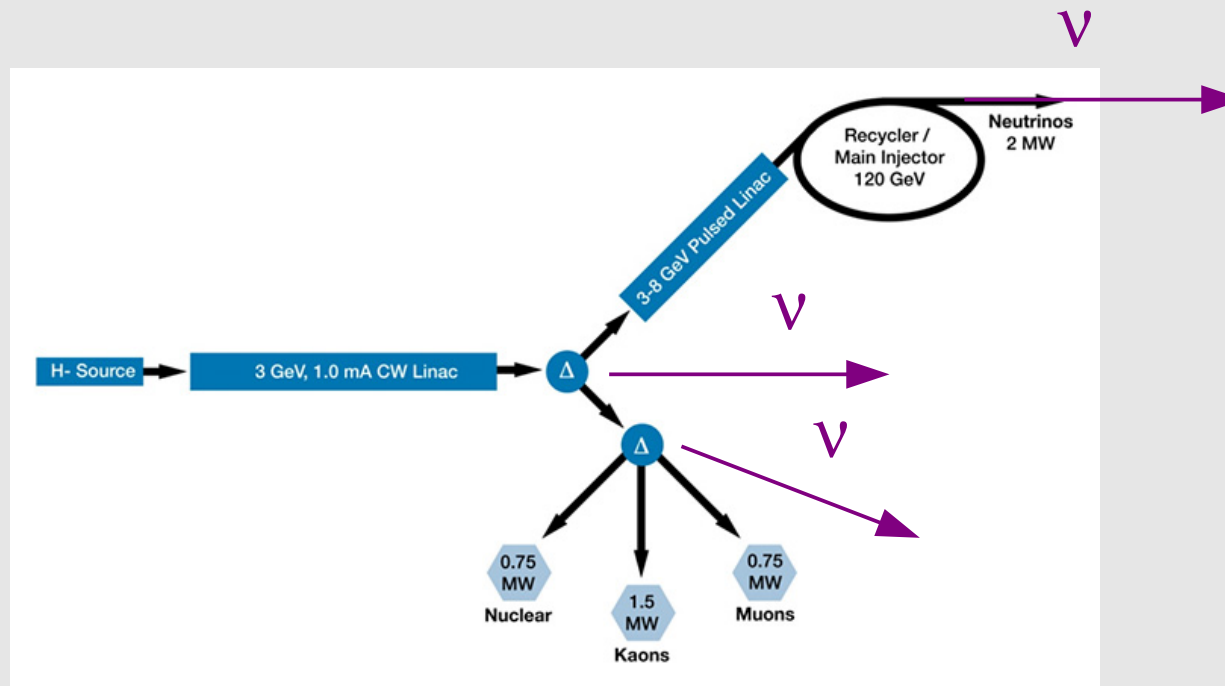 ν
Recycler /
Main Injector
120 GeV
Neutrinos
2 MW
3-8 GeV Pulsed Linac
ν
H- Source
3 GeV, 1.0 mA CW Linac
Δ
ν
Δ
0.75
MW
Nuclear
1.5
MW
Kaons
0.75
MW
Muons